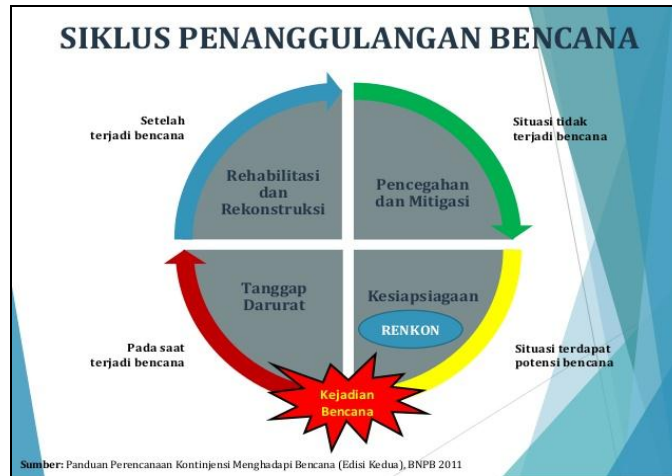 SIKLUS PENANGGULANGAN BENCANA
Setelah
terjadi bencana
Situasi tidak
terjadi bencana
Rehabilitasi
dan
Rekonstruksi
Pencegahan
dan Mitigasi
Tanggap
Darurat
Kesiapsiagaan
RENKON
Pada saat
terjadi bencana
Situasi terdapat
potensi bencana
Kejadian
Bencana
Sumber: Panduan Perencanaan Kontinjensi Menghadapi Bencana (Edisi Kedua), BNPB 2011